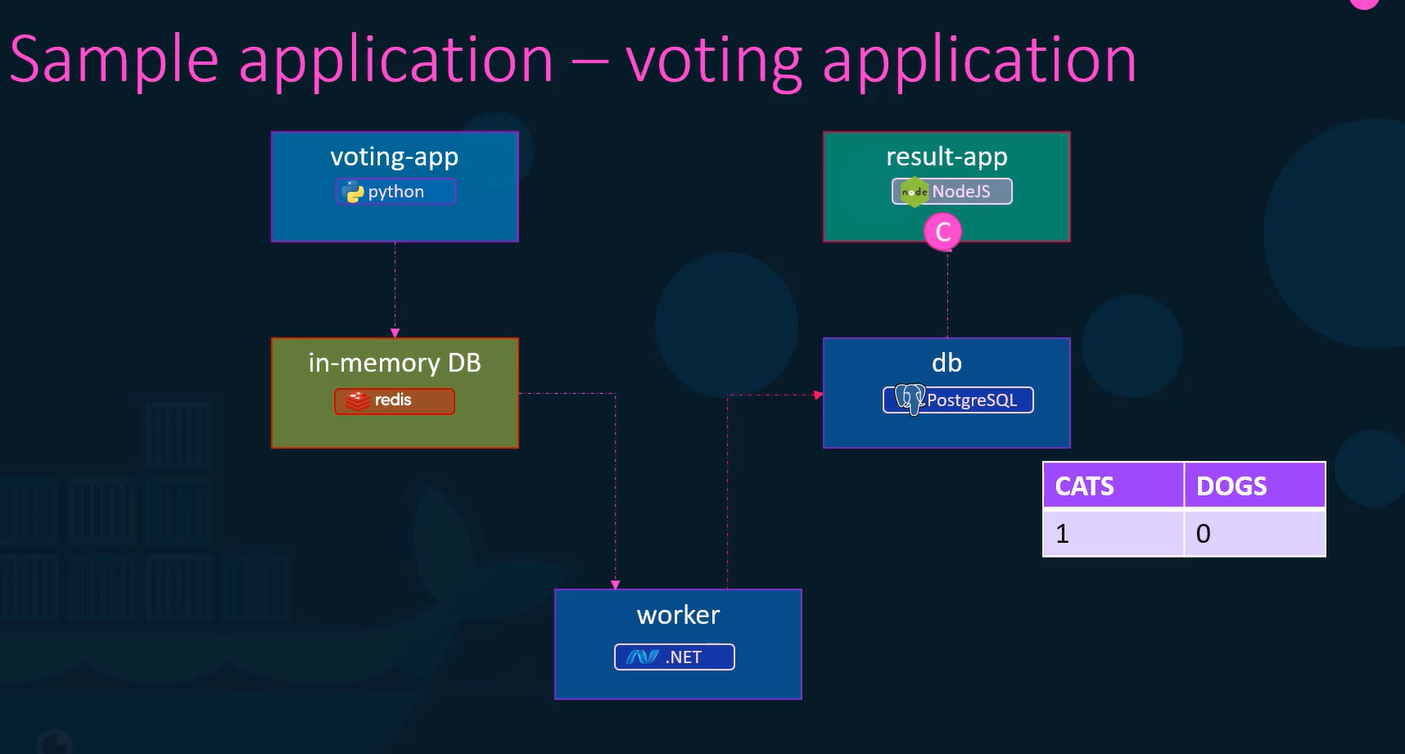 Sample application – voting application
voting-app
python
result-app
node NodeJS
C
in-memory DB
redis
db
PostgreSQL
CATS DOGS
1 0
worker
.NET